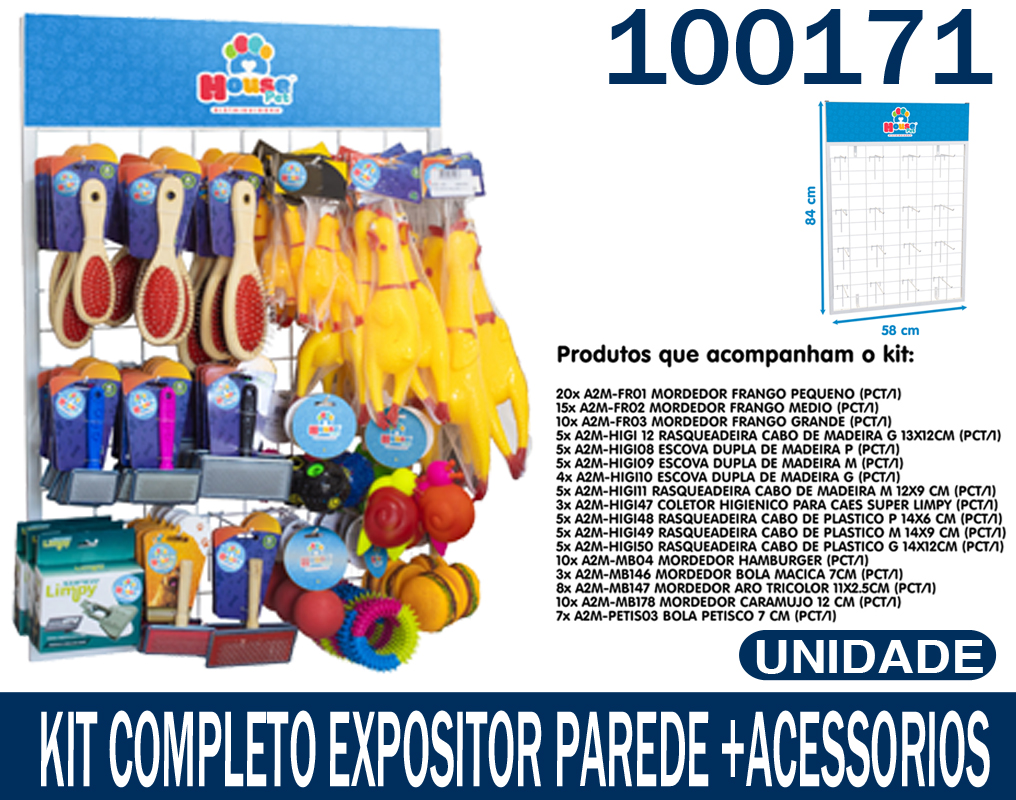 100171
House Pet
DISTRIBUIDORA
House Pet
84 cm
58 cm
Produtos que acompanham o kit:
20x A2M-FR01 MORDEDOR FRANGO PEQUENO (PCT/1)
15x A2M-FR02 MORDEDOR FRANGO MEDIO (PCT/1)
10x A2M-FR03 MORDEDOR FRANGO GRANDE (PCT/1)
5x A2M-HIGI 12 RASQUEADEIRA CABO DE MADEIRA G 13X12CM (PCT/1)
5x A2M-HIGI08 ESCOVA DUPLA DE MADEIRA P (PCT/1)
5x A2M-HIGI09 ESCOVA DUPLA DE MADEIRA M (PCT/1)
4x A2M-HIGI10 ESCOVA DUPLA DE MADEIRA G (PCT/1)
5x A2M-HIGI11 RASQUEADEIRA CABO DE MADEIRA M 12X9 CM (PCT/1)
3x A2M-HIGI47 COLETOR HIGIENICO PARA CAES SUPER LIMPY (PCT/1)
5x A2M-HIGI48 RASQUEADEIRA CABO DE PLASTICO P 14X6 CM (PCT/1)
5x A2M-HIGI49 RASQUEADEIRA CABO DE PLASTICO M 14X9 CM (PCT/1)
5x A2M-HIGI50 RASQUEADEIRA CABO DE PLASTICO G 14X12CM (PCT/1)
10x A2M-MB04 MORDEDOR HAMBURGER (PCT/1)
3x A2M-MB146 MORDEDOR BOLA MACICA 7CM (PCT/1)
8x A2M-MB147 MORDEDOR ARO TRICOLOR 11X2.5CM (PCT/1)
10x A2M-MB178 MORDEDOR CARAMUJO 12 CM (PCT/1)
7x A2M-PETIS03 BOLA PETISCO 7 CM (PCT/1)
Limpy
UNIDADE
KIT COMPLETO EXPOSITOR PAREDE +ACESSORIOS